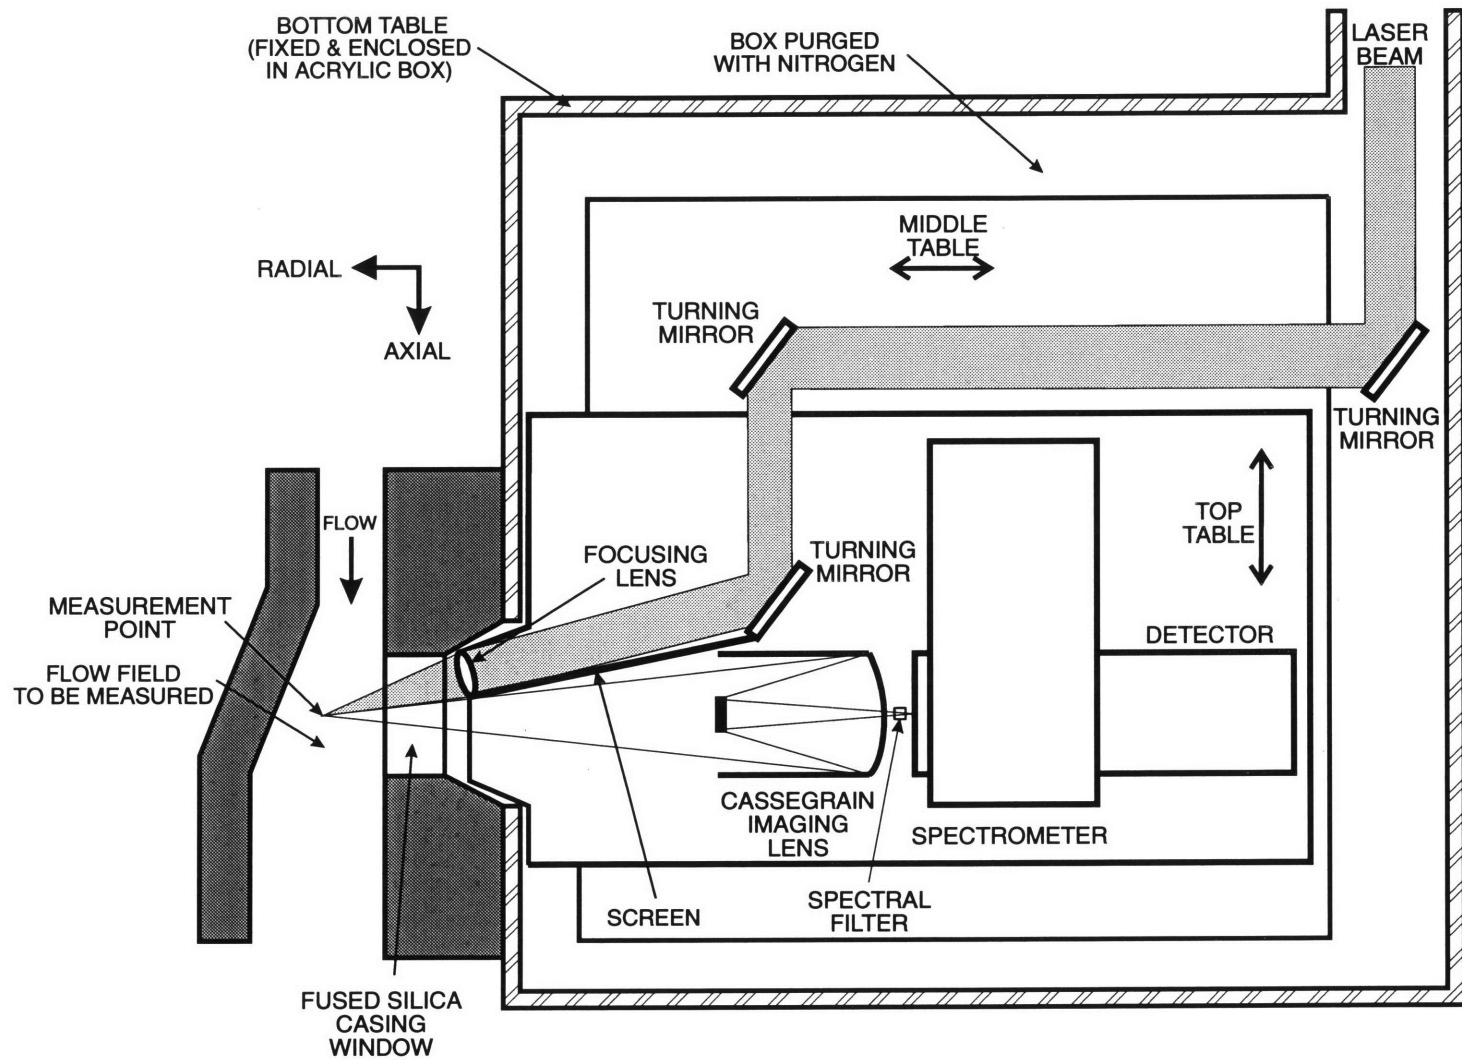 BOTTOM TABLE
(FIXED & ENCLOSED
IN ACRYLIC BOX)
BOX PURGED
WITH NITROGEN
LASER
BEAM
MIDDLE
TABLE
RADIAL
AXIAL
TURNING
MIRROR
TURNING
MIRROR
FLOW
FOCUSING
LENS
TURNING
MIRROR
TOP
TABLE
MEASUREMENT
POINT
FLOW FIELD
TO BE MEASURED
DETECTOR
CASSEGRAIN
IMAGING
LENS
SPECTROMETER
SCREEN
SPECTRAL
FILTER
FUSED SILICA
CASING
WINDOW